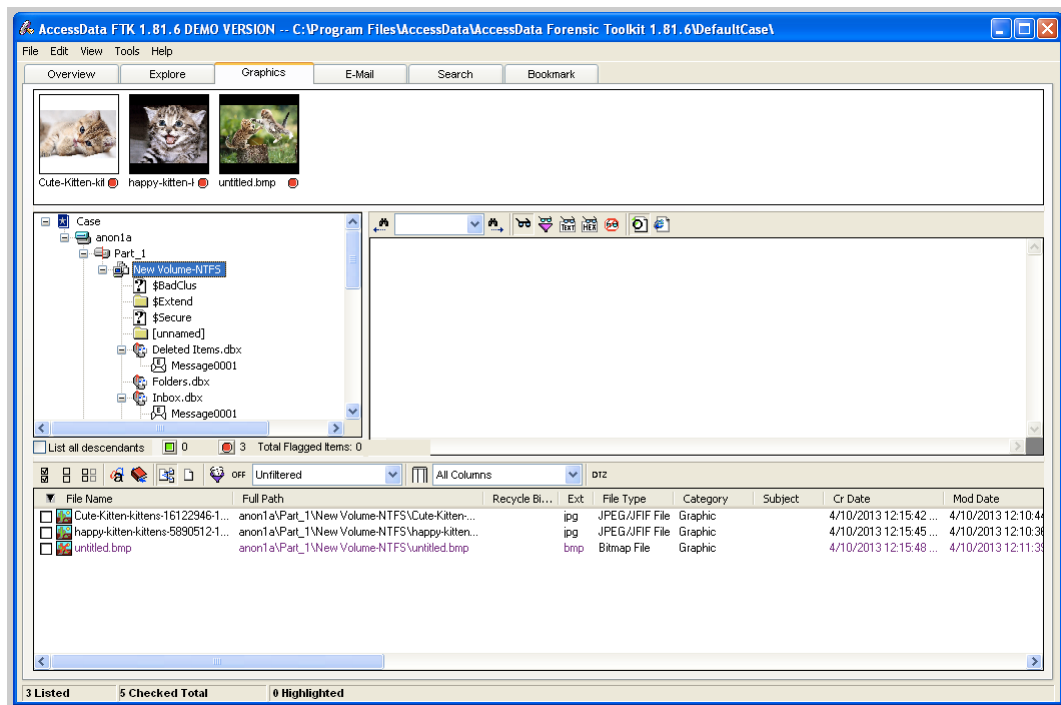 AccessData FTK 1.81.6 DEMO VERSION -- C:\Program Files\AccessData\AccessData Forensic Toolkit 1.81.6\DefaultCase\
File Edit View Tools Help
Overview Explore Graphics E-Mail Search Bookmark
Cute-Kitten-kit happy-kitten-k untitled.bmp
Case
anon1a
Part_1
New Volume-NTFS
$BadClus
$Extend
$Secure
[unnamed]
Deleted Items.dbx
Message0001
Folders.dbx
Inbox.dbx
Message0001
TEXT HEX
List all descendants 0 3 Total Flagged Items: 0
OFF Unfiltered All Columns DTZ
File Name Full Path Recycle Bi... Ext File Type Category Subject Cr Date Mod Date
Cute-Kitten-kittens-16122946-1... anon1a\Part_1\New Volume-NTFS\Cute-Kitten-... jpg JPEG/JFIF File Graphic 4/10/2013 12:15:42 ... 4/10/2013 12:10:44
happy-kitten-kittens-5890512-1... anon1a\Part_1\New Volume-NTFS\happy-kitten... jpg JPEG/JFIF File Graphic 4/10/2013 12:15:45 ... 4/10/2013 12:10:36
untitled.bmp anon1a\Part_1\New Volume-NTFS\untitled.bmp bmp Bitmap File Graphic 4/10/2013 12:15:48 ... 4/10/2013 12:11:39
3 Listed 5 Checked Total 0 Highlighted